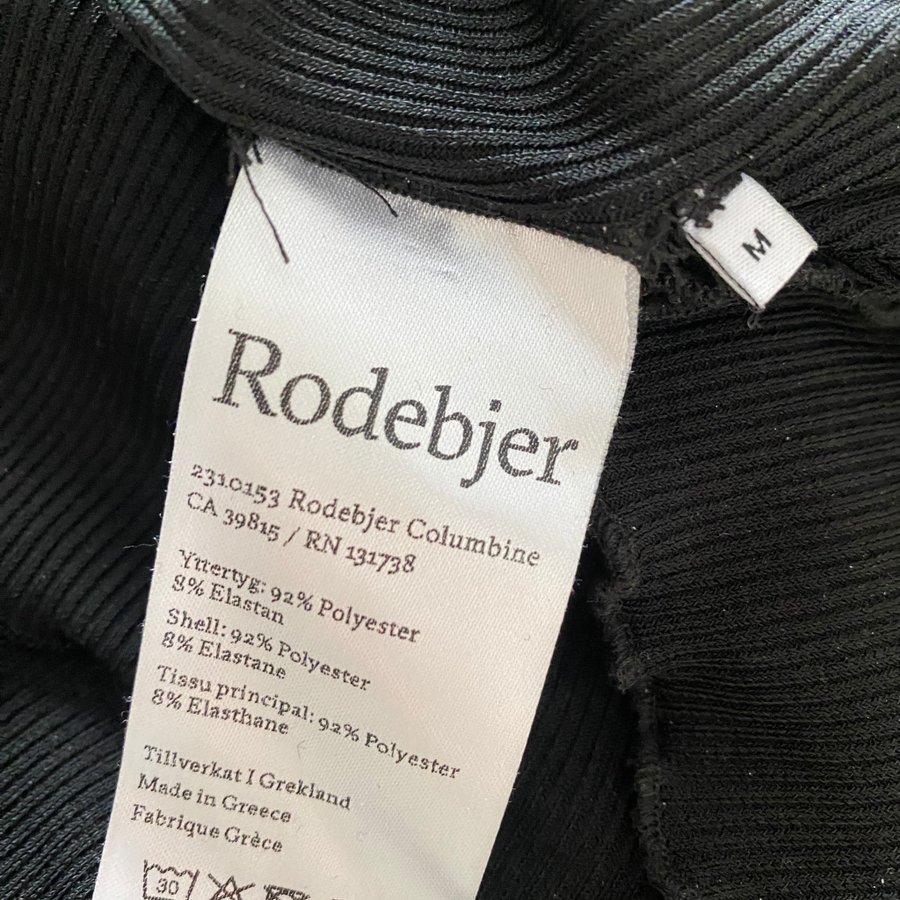 M
Rodebjer
2310153 Rodebjer Columbine
CA 39815 / RN 131738
Yttertyg: 92% Polyester
8% Elastan
Shell: 92% Polyester
8% Elastane
Tissu principal: 92% Polyester
8% Elasthane
Tillverkat I Grekland
Made in Greece
Fabrique Grèce
30